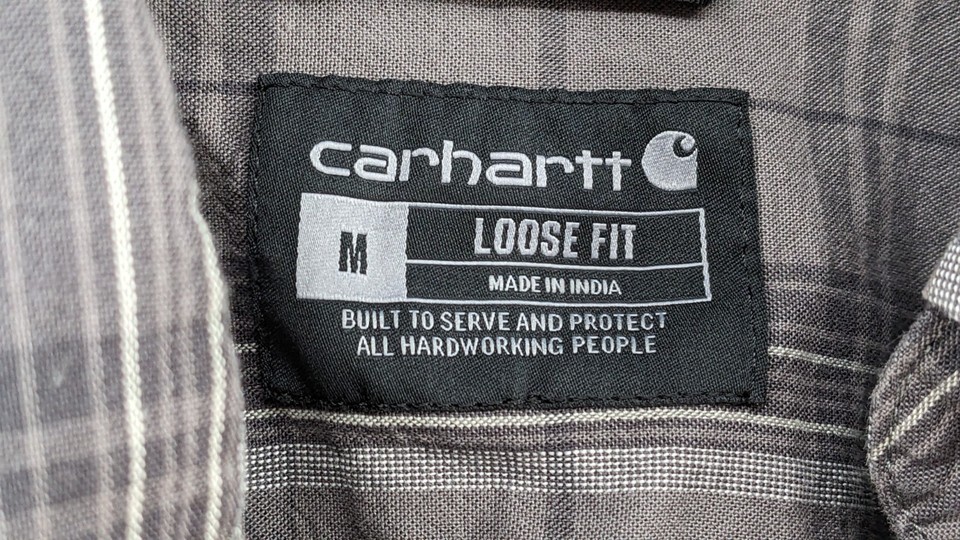 carhartt
M
LOOSE FIT
MADE IN INDIA
BUILT TO SERVE AND PROTECT
ALL HARDWORKING PEOPLE